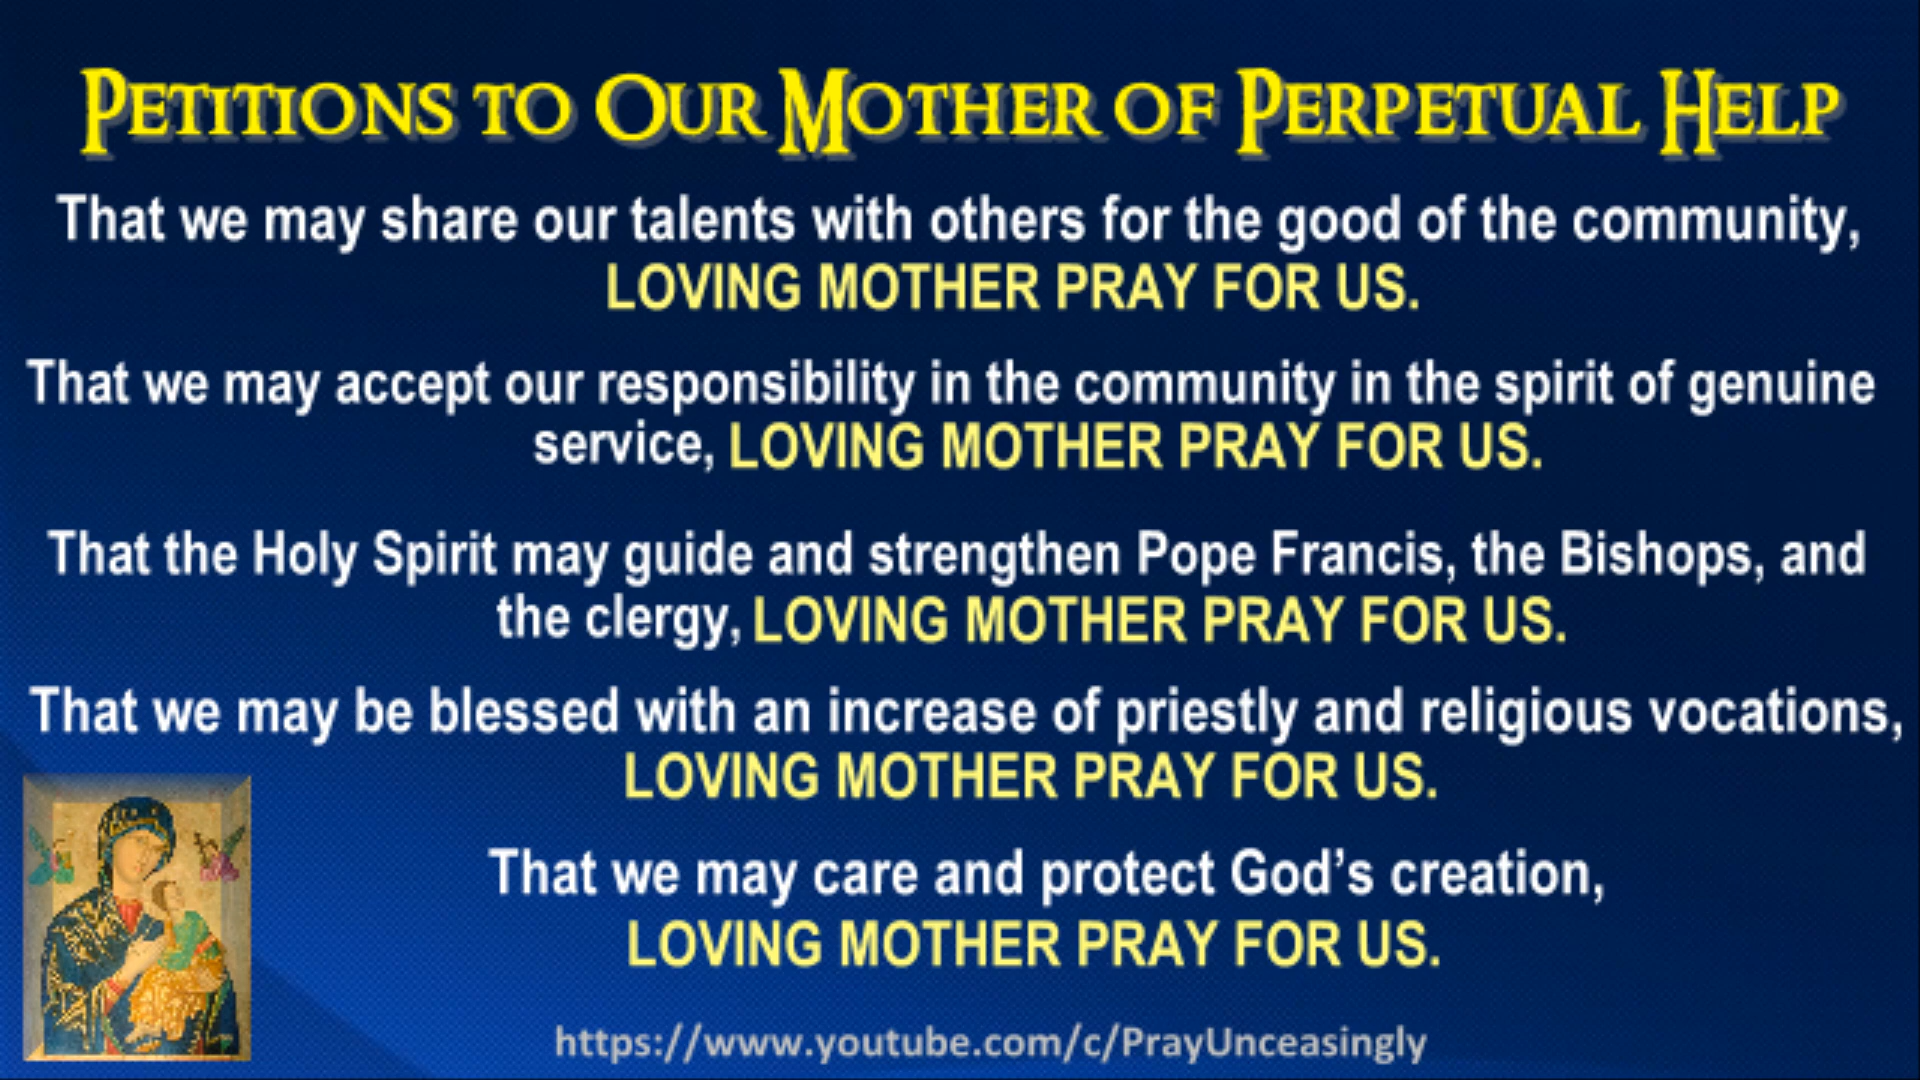 PETITIONS TO OUR MOTHER OF PERPETUAL HELP
That we may share our talents with others for the good of the community,
LOVING MOTHER PRAY FOR US.
That we may accept our responsibility in the community in the spirit of genuine
service, LOVING MOTHER PRAY FOR US.
That the Holy Spirit may guide and strengthen Pope Francis, the Bishops, and
the clergy, LOVING MOTHER PRAY FOR US.
That we may be blessed with an increase of priestly and religious vocations,
LOVING MOTHER PRAY FOR US.
That we may care and protect God’s creation,
LOVING MOTHER PRAY FOR US.
https://www.youtube.com/c/PrayUnceasingly